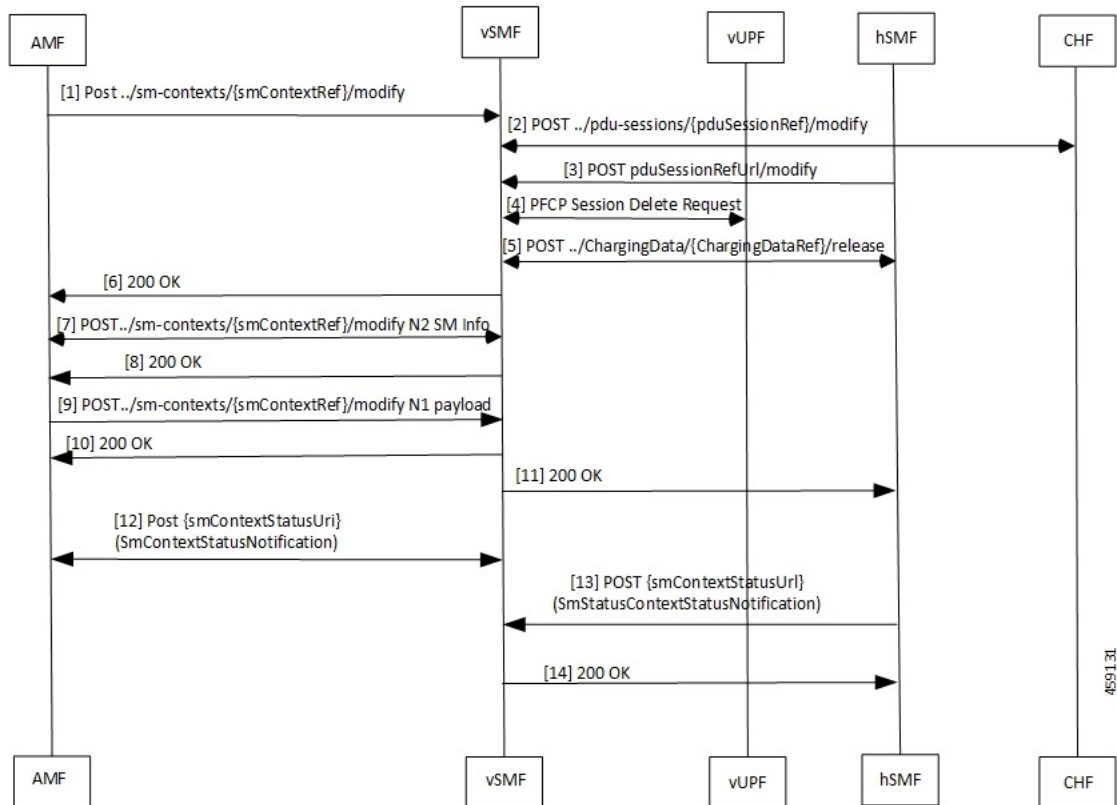 AMF
vSMF
vUPF
hSMF
CHF
[1] Post ../sm-contexts/{smContextRef}/modify
[2] POST ../pdu-sessions/{pduSessionRef}/modify
[3] POST pduSessionRefUrl/modify
[4] PFCP Session Delete Request
[5] POST ../ChargingData/{ChargingDataRef}/release
[6] 200 OK
[7] POST../sm-contexts/{smContextRef}/modify N2 SM Info
[8] 200 OK
[9] POST../sm-contexts/{smContextRef}/modify N1 payload
[10] 200 OK
[11] 200 OK
[12] Post {smContextStatusUri}
(SmContextStatusNotification)
[13] POST {smContextStatusUrl}
(SmStatusContextStatusNotification)
[14] 200 OK
459131
AMF
vSMF
vUPF
hSMF
CHF